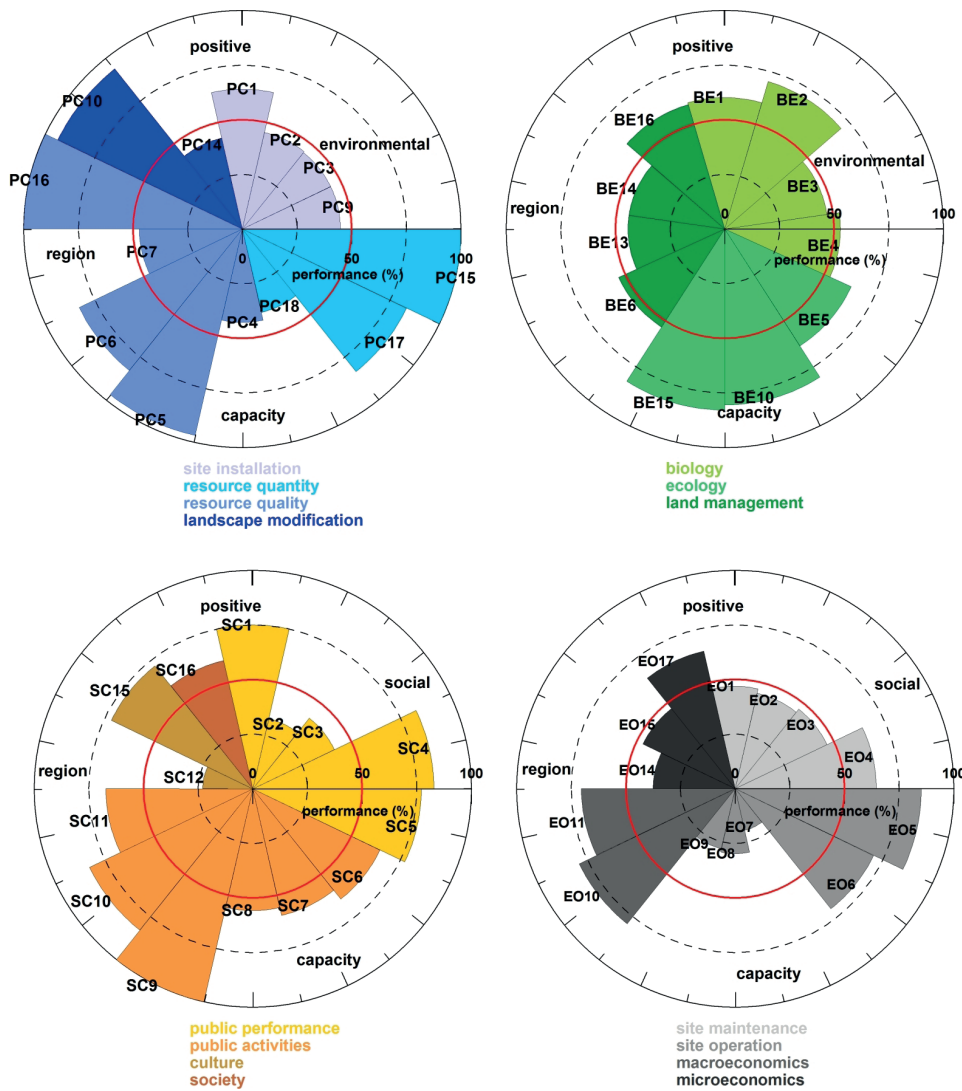 positive
PC1
PC10
PC14
PC2
environmental
PC3
PC16
PC9
region
PC7
0
50
100
performance (%)
PC15
PC18
PC4
PC17
PC6
PC5
capacity
site installation
resource quantity
resource quality
landscape modification
positive
BE1
BE2
BE16
environmental
BE3
BE14
region
BE13
BE4
0
50
100
performance (%)
BE6
BE5
BE15
BE10
capacity
biology
ecology
land management
positive
SC1
SC16
social
SC15
SC2
SC3
SC4
region
SC12
0
50
100
performance (%)
SC5
SC11
SC6
SC10
SC8
SC7
SC9
capacity
public performance
public activities
culture
society
positive
EO17
EO1
social
EO2
EO15
EO3
EO4
region
EO14
0
50
100
performance (%)
EO11
EO7
EO5
EO9
EO8
EO6
EO10
capacity
site maintenance
site operation
macroeconomics
microeconomics